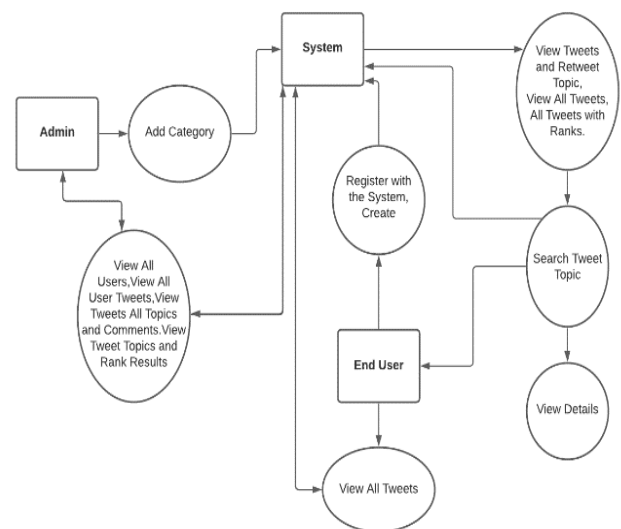 System
View Tweets
and Retweet
Topic,
View All Tweets,
All Tweets with
Ranks.
Admin
Add Category
Register with
the System,
Create
Search Tweet
Topic
View All
Users,View All
User Tweets,View
Tweets All Topics
and Comments.View
Tweet Topics and
Rank Results
End User
View Details
View All Tweets